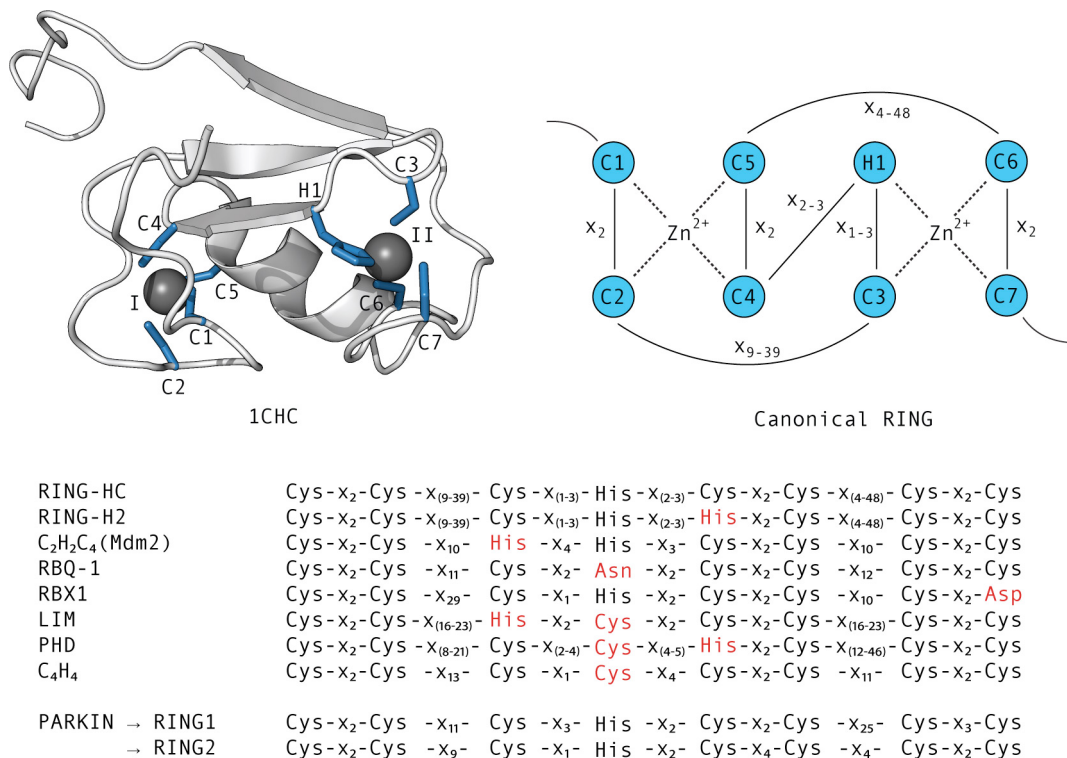 C3
H1
C4
II
I
C5
C1
C6
C7
C2
1CHC
x₄₋₄₈
C1 C5 H1 C6
x₂ Zn²⁺ x₂ x₂₋₃ x₁₋₃ Zn²⁺ x₂
C2 C4 C3 C7
x₉₋₃₉
Canonical RING
RING-HC Cys-x₂-Cys -x₍₉₋₃₉₎- Cys -x₍₁₋₃₎- His -x₍₂₋₃₎- Cys-x₂-Cys -x₍₄₋₄₈₎- Cys-x₂-Cys
RING-H2 Cys-x₂-Cys -x₍₉₋₃₉₎- Cys -x₍₁₋₃₎- His -x₍₂₋₃₎- His-x₂-Cys -x₍₄₋₄₈₎- Cys-x₂-Cys
C₂H₂C₄(Mdm2) Cys-x₂-Cys -x₁₀- His -x₄- His -x₃- Cys-x₂-Cys -x₁₀- Cys-x₂-Cys
RBQ-1 Cys-x₂-Cys -x₁₁- Cys -x₂- Asn -x₂- Cys-x₂-Cys -x₁₂- Cys-x₂-Cys
RBX1 Cys-x₂-Cys -x₂₉- Cys -x₁- His -x₂- Cys-x₂-Cys -x₁₀- Cys-x₂-Asp
LIM Cys-x₂-Cys -x₍₁₆₋₂₃₎- His -x₂- Cys -x₂- Cys-x₂-Cys -x₍₁₆₋₂₃₎- Cys-x₂-Cys
PHD Cys-x₂-Cys -x₍₈₋₂₁₎- Cys -x₍₂₋₄₎- Cys -x₍₄₋₅₎- His-x₂-Cys -x₍₁₂₋₄₆₎- Cys-x₂-Cys
C₄H₄ Cys-x₂-Cys -x₁₃- Cys -x₁- Cys -x₄- Cys-x₂-Cys -x₁₁- Cys-x₂-Cys
PARKIN → RING1 Cys-x₂-Cys -x₁₁- Cys -x₃- His -x₂- Cys-x₂-Cys -x₂₅- Cys-x₃-Cys
→ RING2 Cys-x₂-Cys -x₉- Cys -x₁- His -x₂- Cys-x₄-Cys -x₄- Cys-x₂-Cys